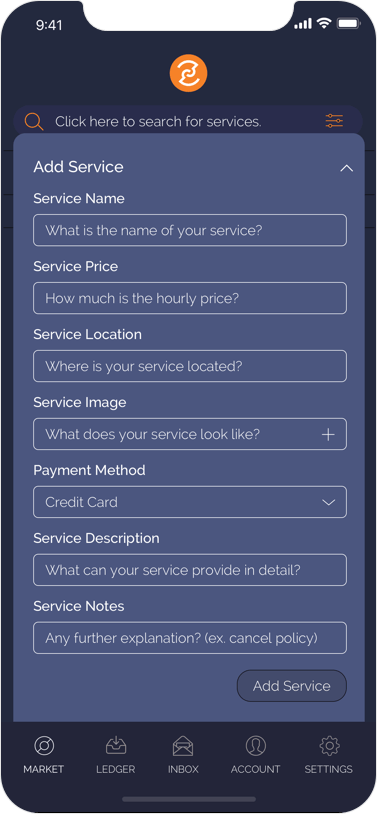 9:41
Click here to search for services.
Add Service
Service Name
What is the name of your service?
Service Price
How much is the hourly price?
Service Location
Where is your service located?
Service Image
What does your service look like?
Payment Method
Credit Card
Service Description
What can your service provide in detail?
Service Notes
Any further explanation? (ex. cancel policy)
Add Service
MARKET LEDGER INBOX ACCOUNT SETTINGS